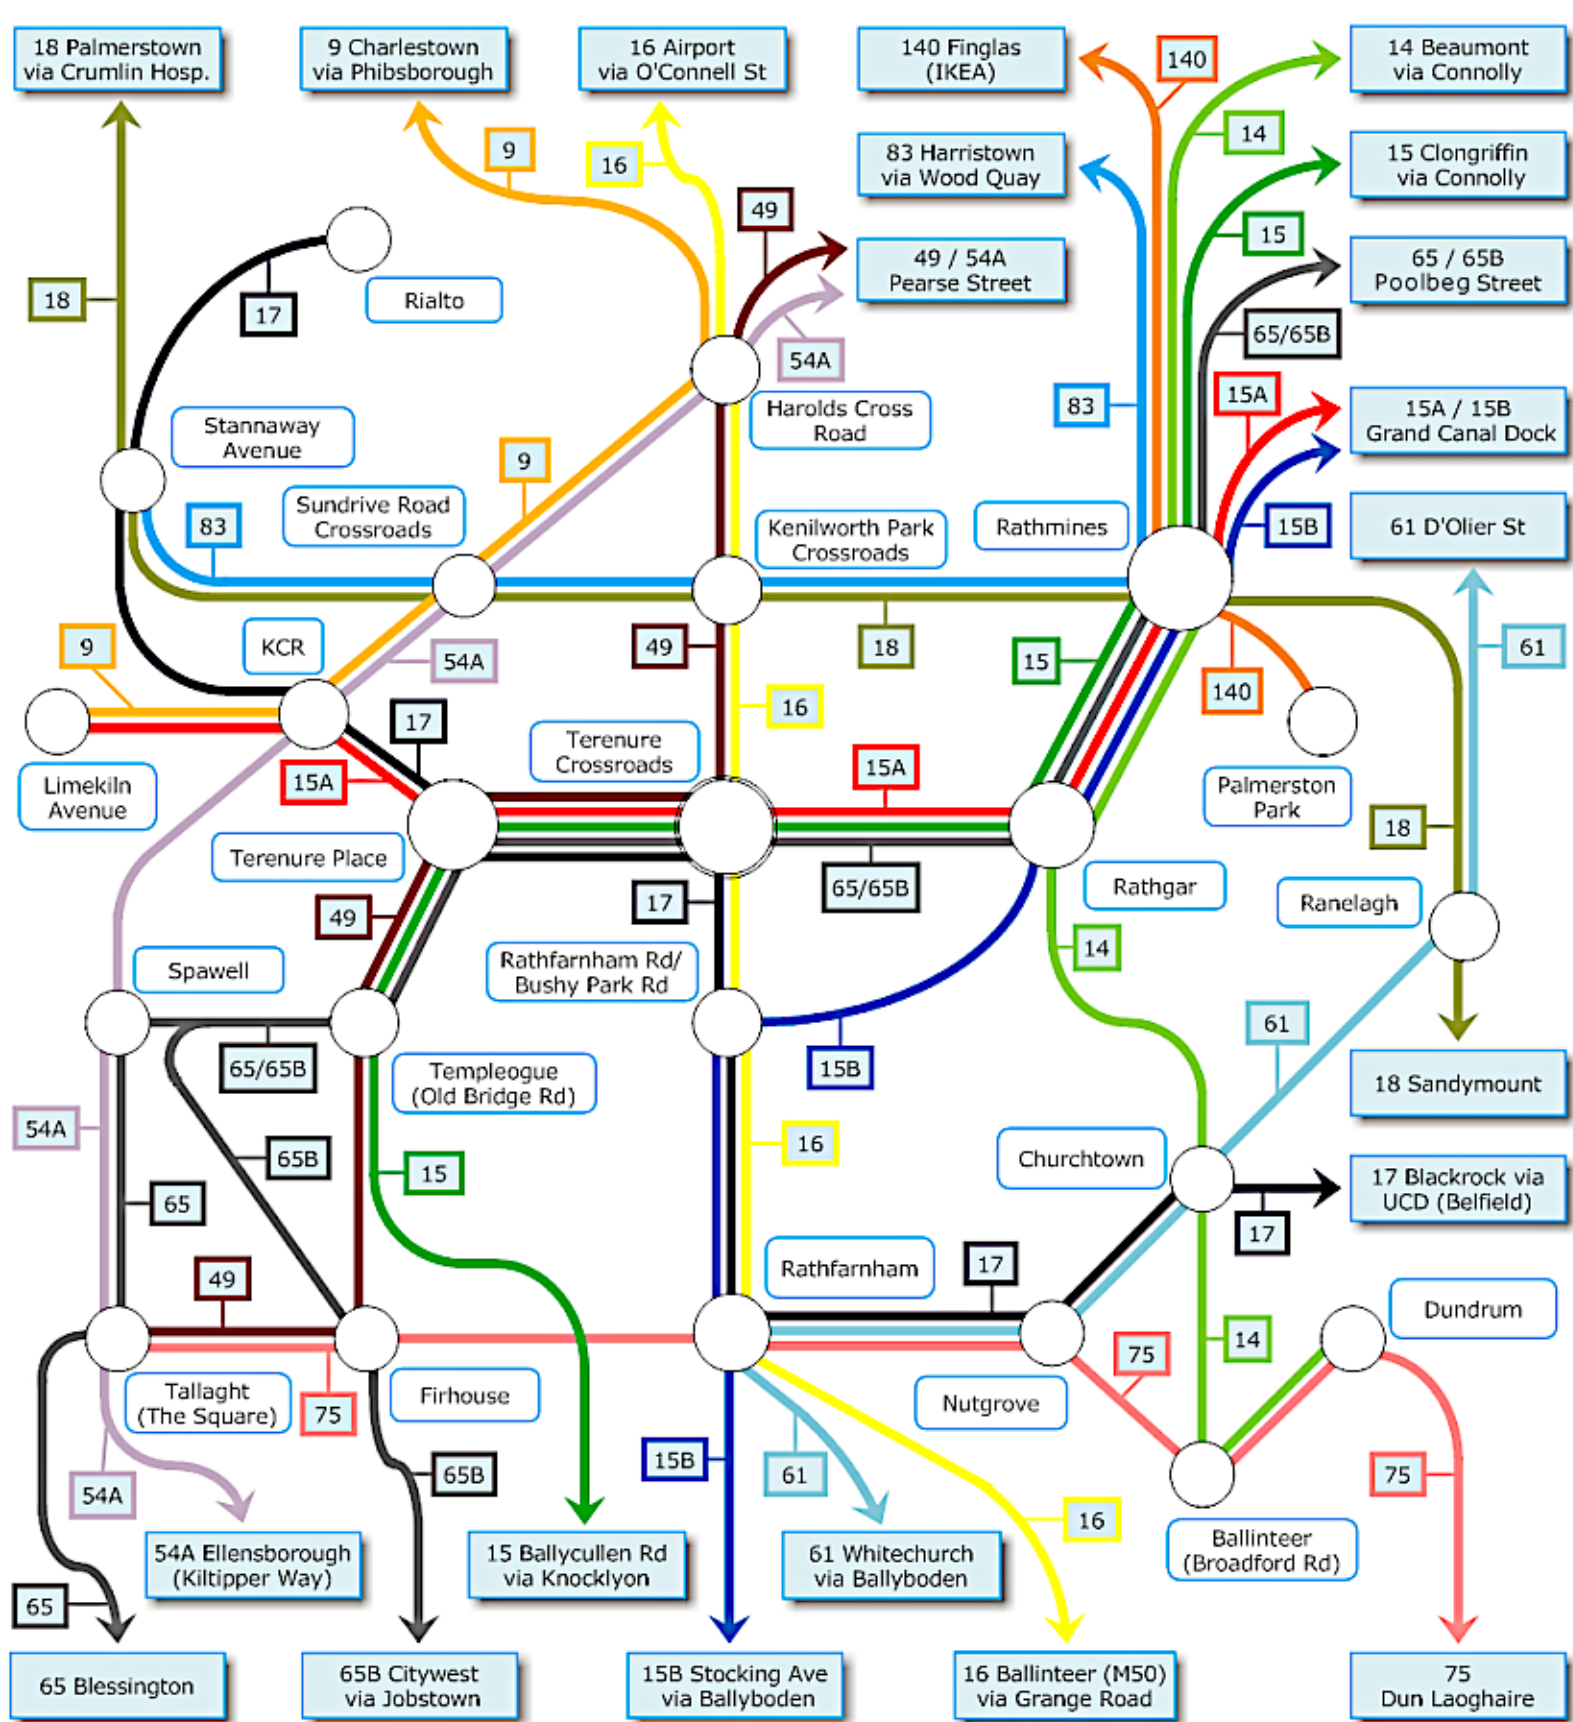 18 Palmerstown
via Crumlin Hosp.
9 Charlestown
via Phibsborough
16 Airport
via O'Connell St
140 Finglas
(IKEA)
140
14 Beaumont
via Connolly
14
9
16
83 Harristown
via Wood Quay
15 Clongriffin
via Connolly
49
15
49 / 54A
Pearse Street
65 / 65B
Poolbeg Street
18
17
Rialto
65/65B
54A
83
15A
15A / 15B
Grand Canal Dock
Stannaway
Avenue
Harolds Cross
Road
9
Sundrive Road
Crossroads
83
Kenilworth Park
Crossroads
Rathmines
15B
61 D'Olier St
9
KCR
54A
49
18
15
140
61
16
17
Terenure
Crossroads
15A
15A
Limekiln
Avenue
Palmerston
Park
18
Terenure Place
65/65B
Rathgar
Ranelagh
49
17
14
Spawell
Rathfarnham Rd/
Bushy Park Rd
61
65/65B
Templeogue
(Old Bridge Rd)
15B
18 Sandymount
54A
65B
16
Churchtown
15
65
17 Blackrock via
UCD (Belfield)
17
49
Rathfarnham
17
Dundrum
14
75
Tallaght
(The Square)
75
Firhouse
Nutgrove
54A
65B
15B
61
75
16
54A Ellensborough
(Kiltipper Way)
15 Ballycullen Rd
via Knocklyon
61 Whitechurch
via Ballyboden
Ballinteer
(Broadford Rd)
65
65 Blessington
65B Citywest
via Jobstown
15B Stocking Ave
via Ballyboden
16 Ballinteer (M50)
via Grange Road
75
Dun Laoghaire